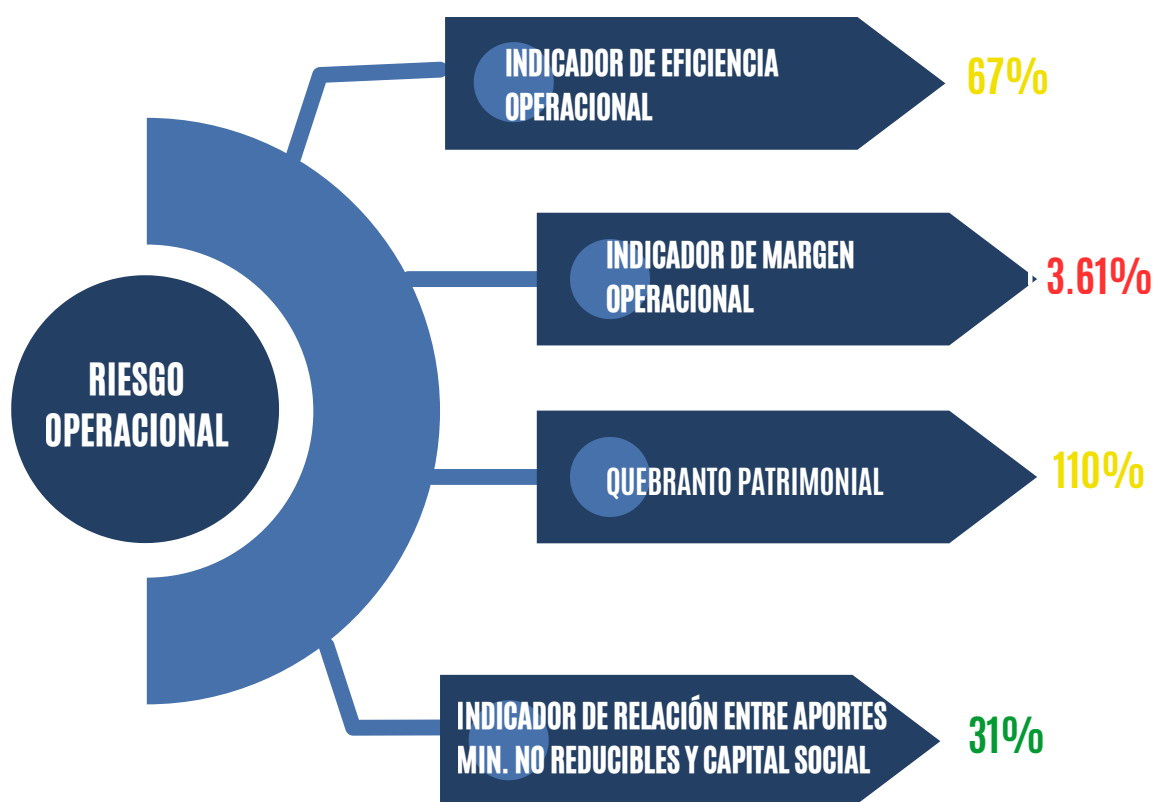 INDICADOR DE EFICIENCIA
OPERACIONAL
67%
INDICADOR DE MARGEN
OPERACIONAL
3.61%
RIESGO
OPERACIONAL
QUEBRANTO PATRIMONIAL
110%
INDICADOR DE RELACIÓN ENTRE APORTES
MIN. NO REDUCIBLES Y CAPITAL SOCIAL
31%